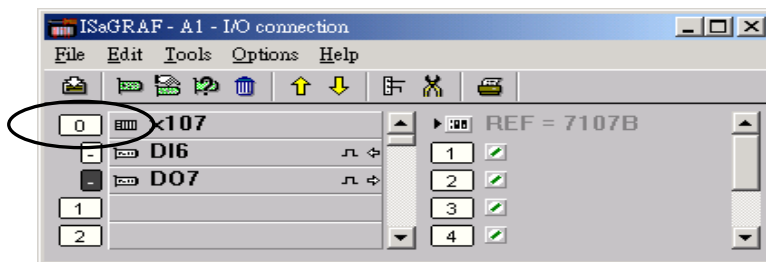 ISaGRAF - A1 - I/O connection
File Edit Tools Options Help
0 x107
- DI6
- DO7
1
2
REF = 7107B
1
2
3
4